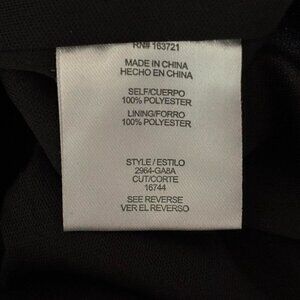 RN# 163721
MADE IN CHINA
HECHO EN CHINA
SELF/CUERPO
100% POLYESTER
LINING/FORRO
100% POLYESTER
STYLE / ESTILO
2964-GA8A
CUT/CORTE
16744
SEE REVERSE
VER EL REVERSO